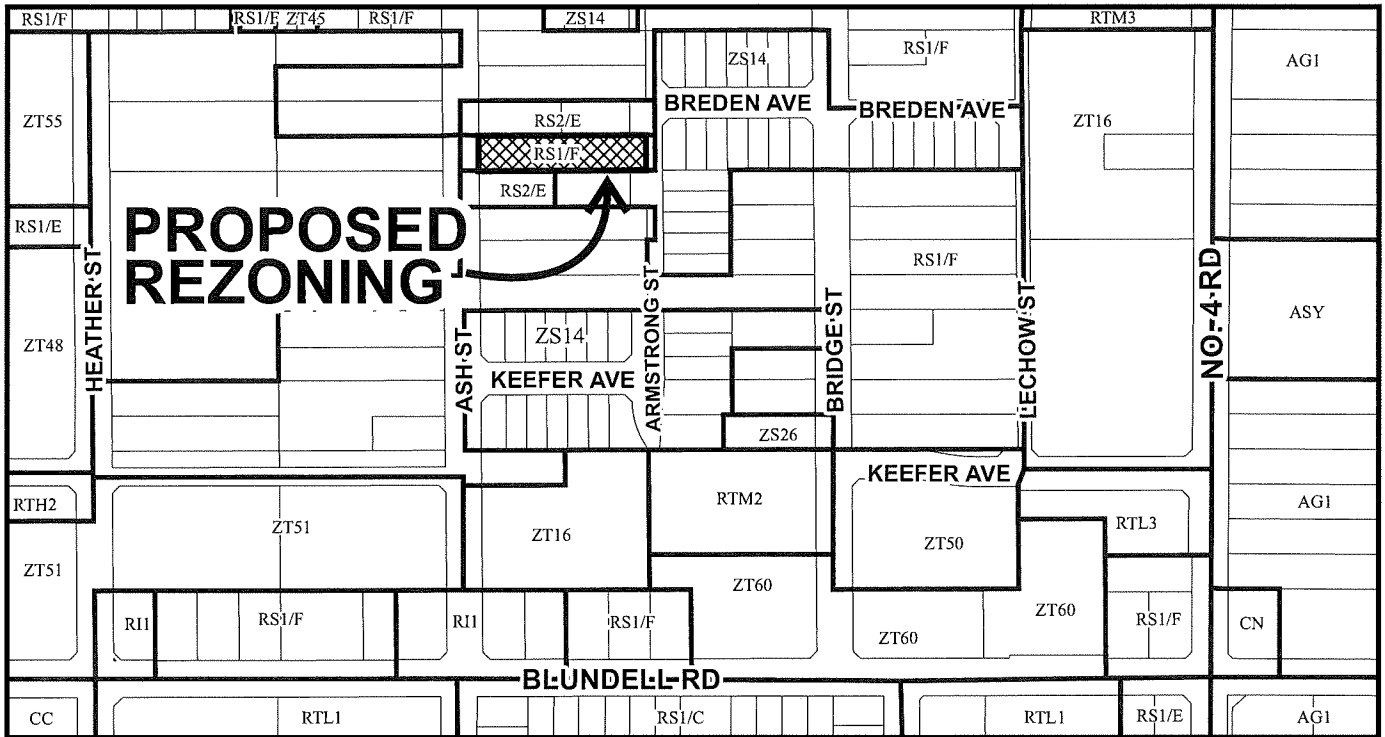 RS1/F
RS1/E
ZT45
RS1/F
ZS14
RTM3
ZS14
RS1/F
AG1
BREDEN AVE
BREDEN AVE
ZT55
RS2/E
ZT16
RS1/F
RS2/E
PROPOSED
REZONING
RS1/E
HEATHER ST
RS1/F
ARMSTRONG ST
LECHOW ST
NO. 4 RD
ASY
ZT48
ASH ST
ZS14
BRIDGE ST
KEEFER AVE
ZS26
KEEFER AVE
RTH2
ZT51
RTM2
AG1
ZT16
RTL3
ZT50
ZT51
ZT60
RI1
RS1/F
RI1
RS1/F
ZT60
ZT60
RS1/F
CN
BLUNDELL RD
CC
RTL1
RS1/C
RTL1
RS1/E
AG1